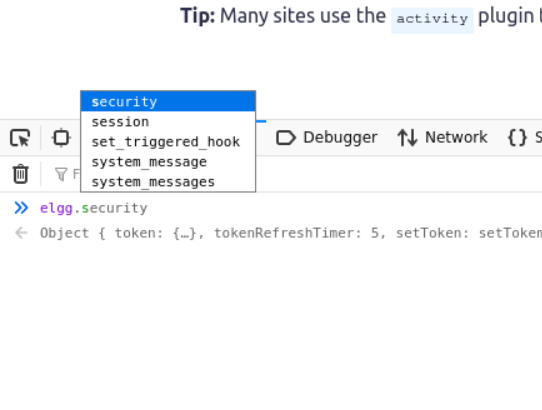 Tip: Many sites use the activity plugin
security
session
set_triggered_hook
system_message
system_messages
Debugger Network
elgg.security
Object { token: {…}, tokenRefreshTimer: 5, setToken: setToken